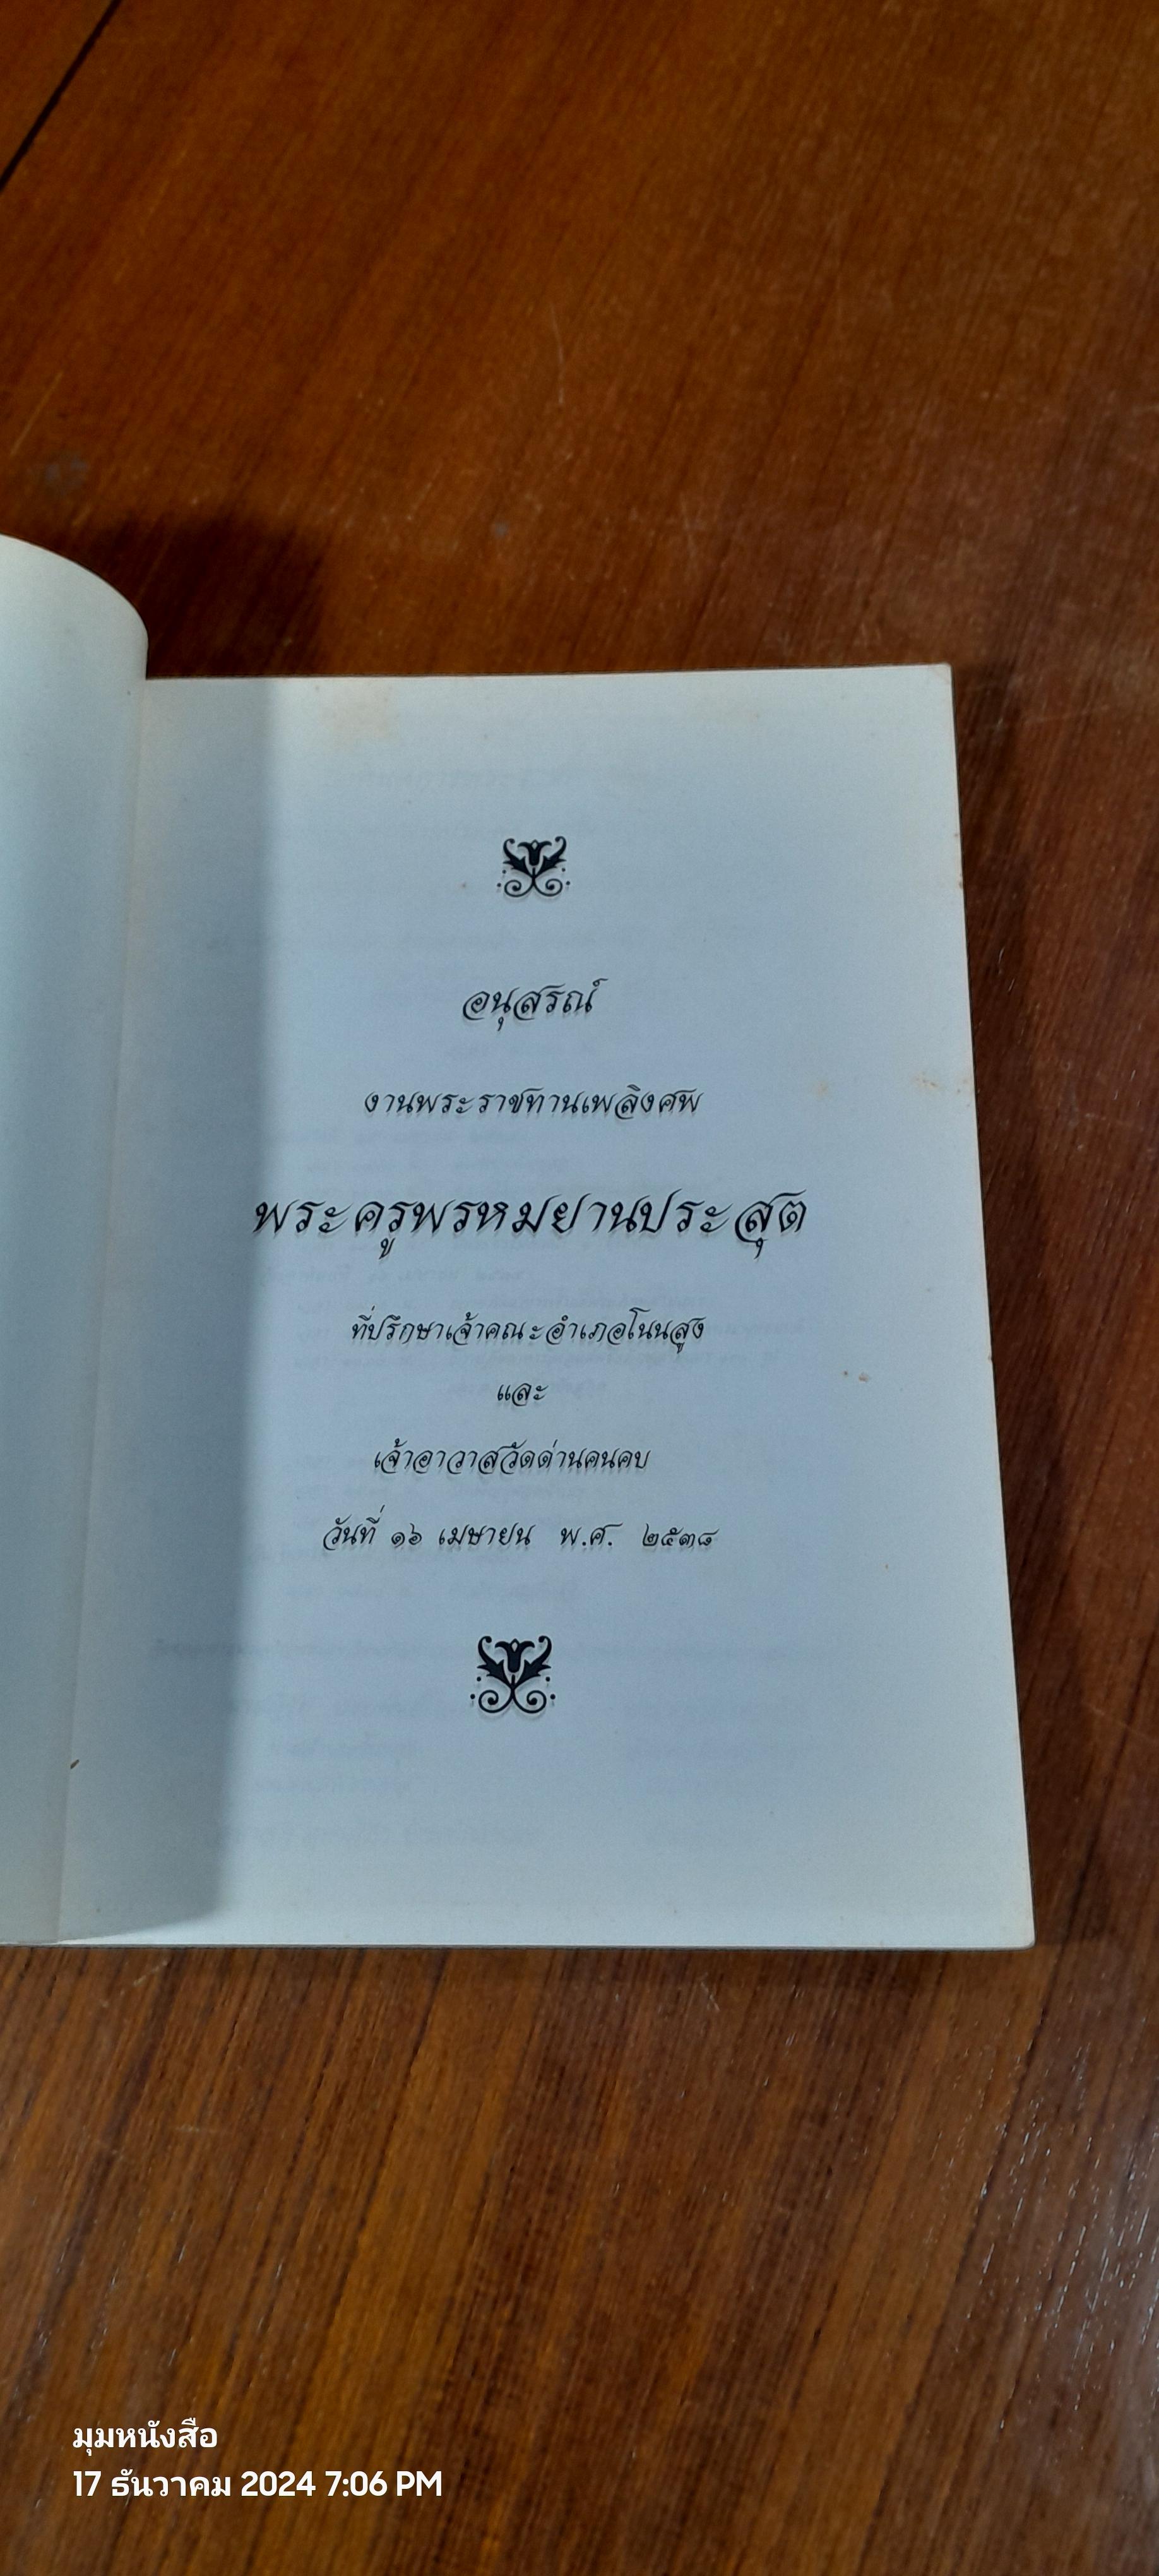 อนุสรณ์
งานพระราชทานเพลิงศพ
พระครูพรหมยานประสุต
ที่ปรึกษาเจ้าคณะอำเภอโนนสูง
และ
เจ้าอาวาสวัดด่านคนคบ
วันที่ ๑๖ เมษายน พ.ศ. ๒๕๓๘
มุมหนังสือ
17 ธันวาคม 2024 7:06 PM